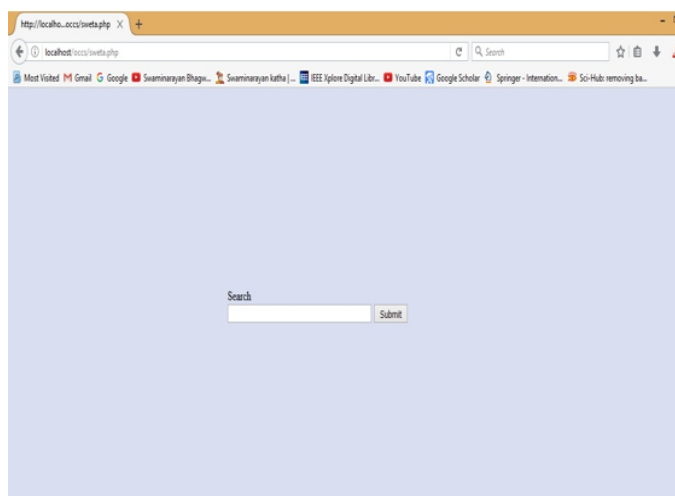 http://localho...occs/sweta.php
localhost/occs/sweta.php Search
Most Visited Gmail Google Swaminarayan Bhagw... Swaminarayan katha | ... IEEE Xplore Digital Libr... YouTube Google Scholar Springer - Internation... Sci-Hub: removing ba...
Search
Submit